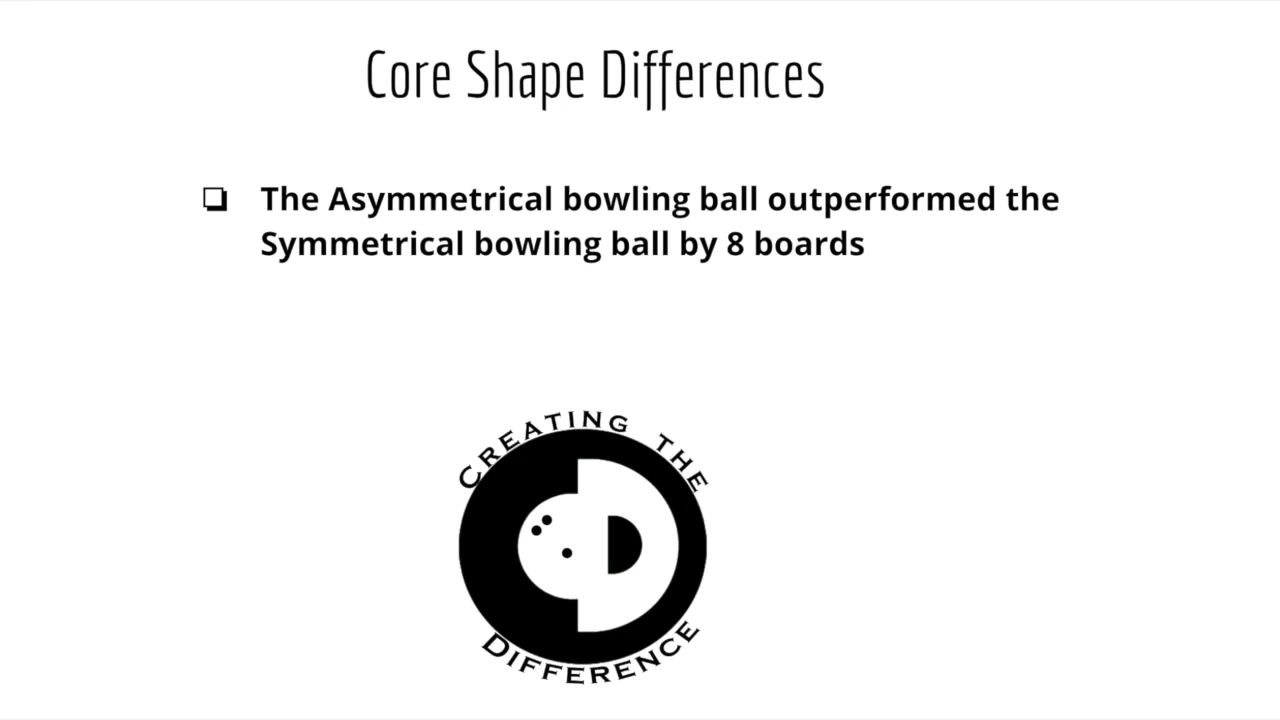 Core Shape Differences
❏ The Asymmetrical bowling ball outperformed the
Symmetrical bowling ball by 8 boards
CREATING THE
DIFFERENCE